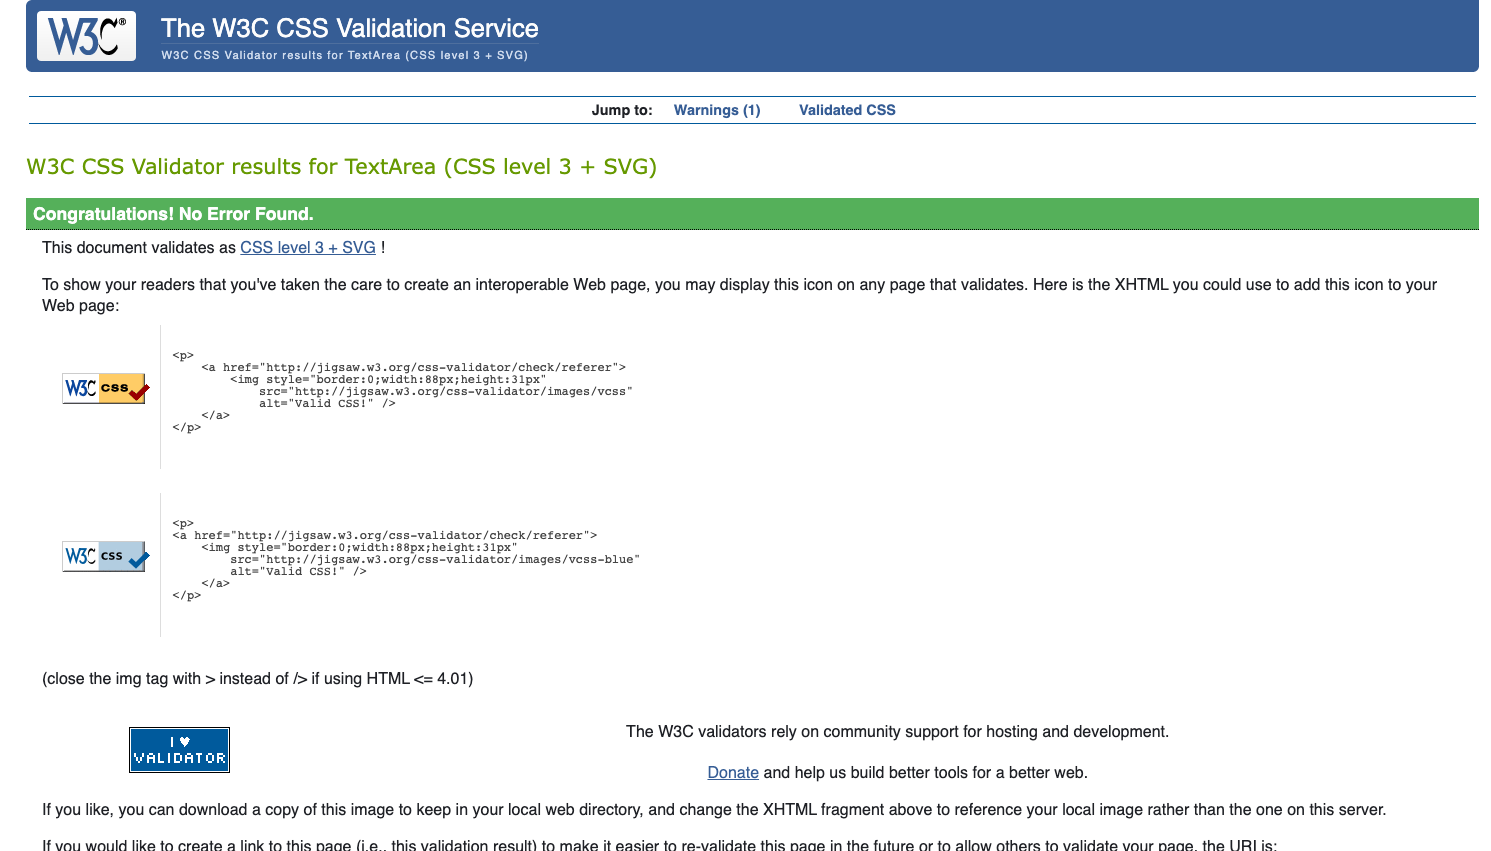 W3C®
The W3C CSS Validation Service
W3C CSS Validator results for TextArea (CSS level 3 + SVG)
Jump to: Warnings (1) Validated CSS
W3C CSS Validator results for TextArea (CSS level 3 + SVG)
Congratulations! No Error Found.
This document validates as CSS level 3 + SVG !
To show your readers that you've taken the care to create an interoperable Web page, you may display this icon on any page that validates. Here is the XHTML you could use to add this icon to your
Web page:
W3C css
<p>
<a href="http://jigsaw.w3.org/css-validator/check/referer">
<img style="border:0;width:88px;height:31px"
src="http://jigsaw.w3.org/css-validator/images/vcss"
alt="Valid CSS!" />
</a>
</p>
W3C css
<p>
<a href="http://jigsaw.w3.org/css-validator/check/referer">
<img style="border:0;width:88px;height:31px"
src="http://jigsaw.w3.org/css-validator/images/vcss-blue"
alt="Valid CSS!" />
</a>
</p>
(close the img tag with > instead of /> if using HTML <= 4.01)
I ♥
VALIDATOR
The W3C validators rely on community support for hosting and development.
Donate and help us build better tools for a better web.
If you like, you can download a copy of this image to keep in your local web directory, and change the XHTML fragment above to reference your local image rather than the one on this server.
If you would like to create a link to this page (i.e., this validation result) to make it easier to re-validate this page in the future or to allow others to validate your page, the URI is: